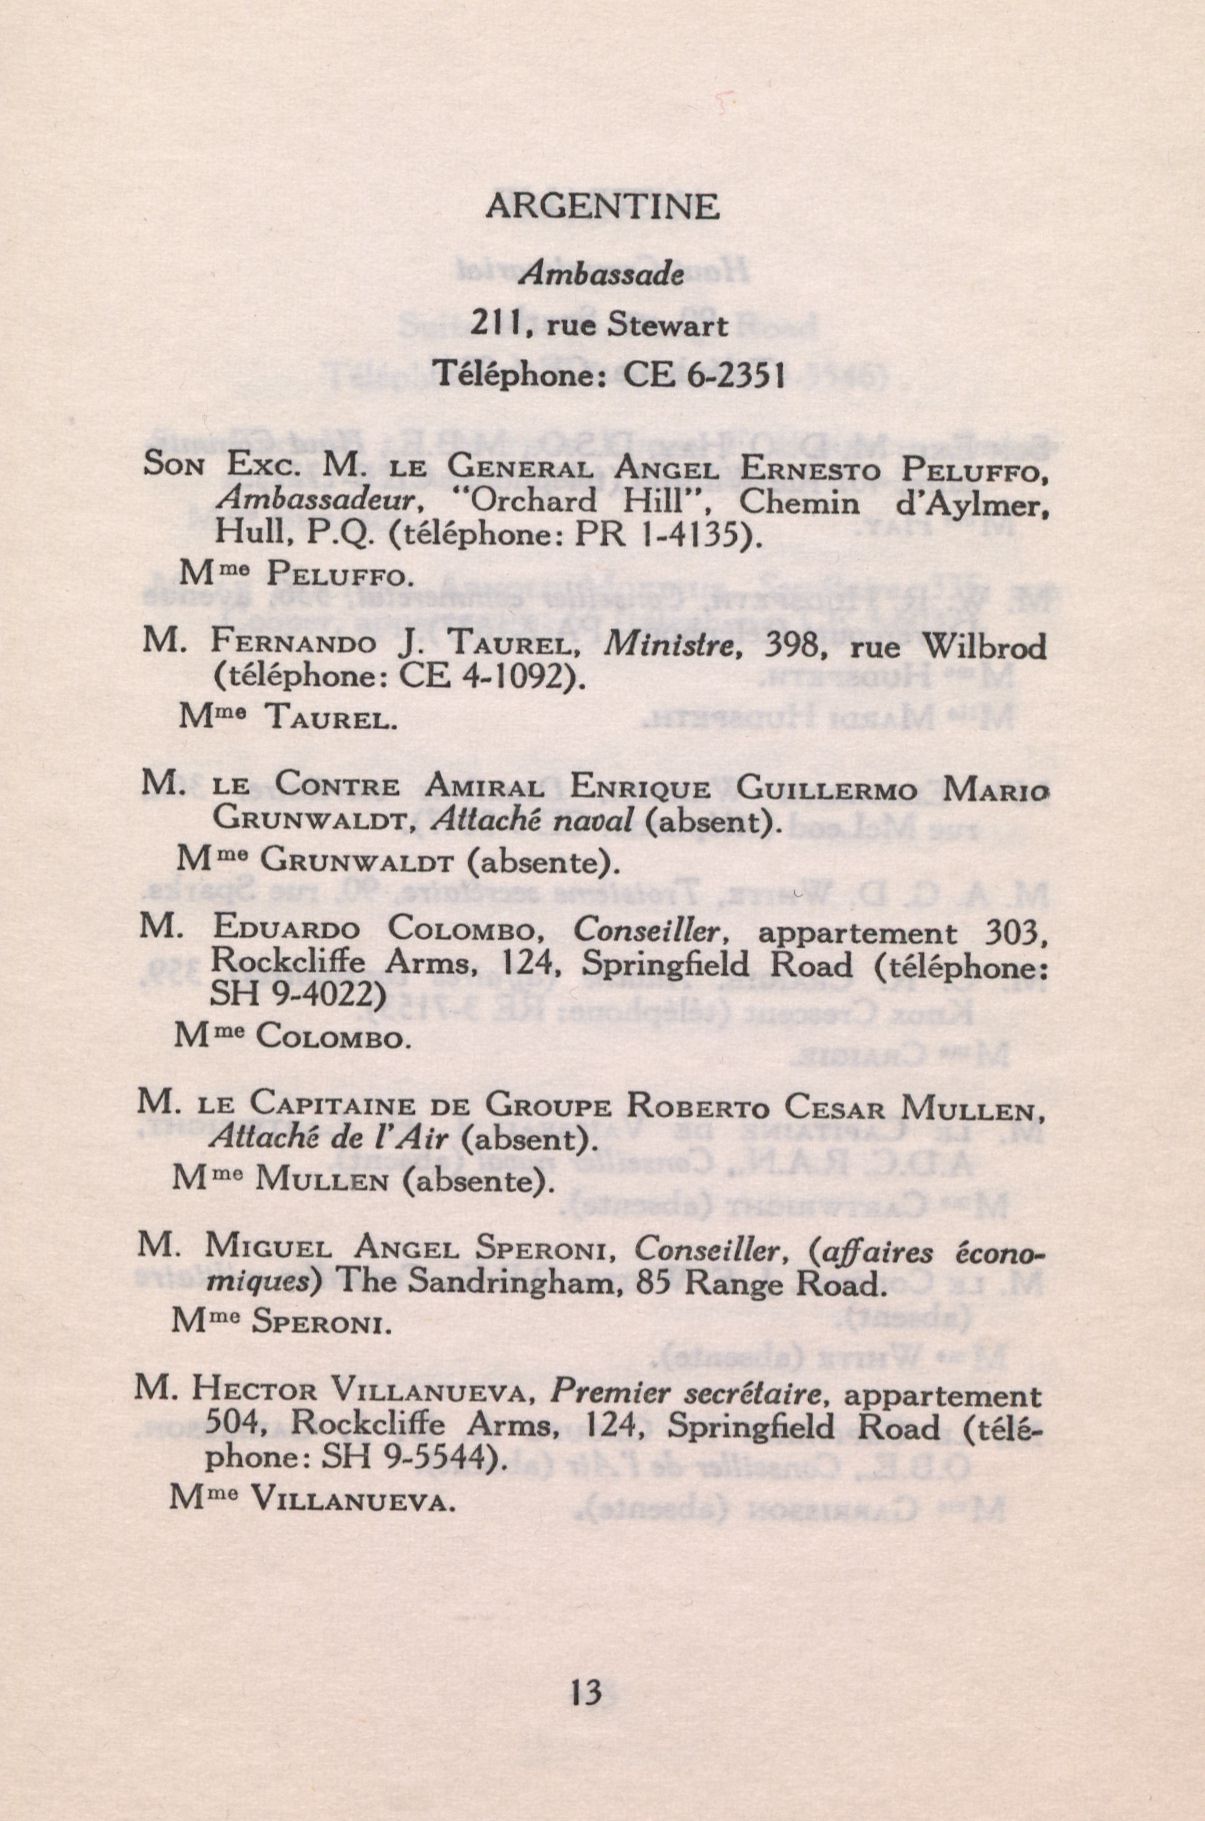 ARGENTINE
Ambassade
211, rue Stewart
Téléphone: CE 6-2351
SON EXC. M. LE GENERAL ANGEL ERNESTO PELUFFO,
Ambassadeur, "Orchard Hill", Chemin d'Aylmer,
Hull, P.Q. (téléphone: PR 1-4135).
Mme PELUFFO.
M. FERNANDO J. TAUREL, Ministre, 398, rue Wilbrod
(téléphone: CE 4-1092).
Mme TAUREL.
M. LE CONTRE AMIRAL ENRIQUE GUILLERMO MARIO
GRUNWALDT, Attaché naval (absent).
Mme GRUNWALDT (absente).
M. EDUARDO COLOMBO, Conseiller, appartement 303,
Rockcliffe Arms, 124, Springfield Road (téléphone:
SH 9-4022)
Mme COLOMBO.
M. LE CAPITAINE DE GROUPE ROBERTO CESAR MULLEN,
Attaché de l'Air (absent).
Mme MULLEN (absente).
M. MIGUEL ANGEL SPERONI, Conseiller, (affaires écono-
miques) The Sandringham, 85 Range Road.
Mme SPERONI.
M. HECTOR VILLANUEVA, Premier secrétaire, appartement
504, Rockcliffe Arms, 124, Springfield Road (télé-
phone: SH 9-5544).
Mme VILLANUEVA.
13